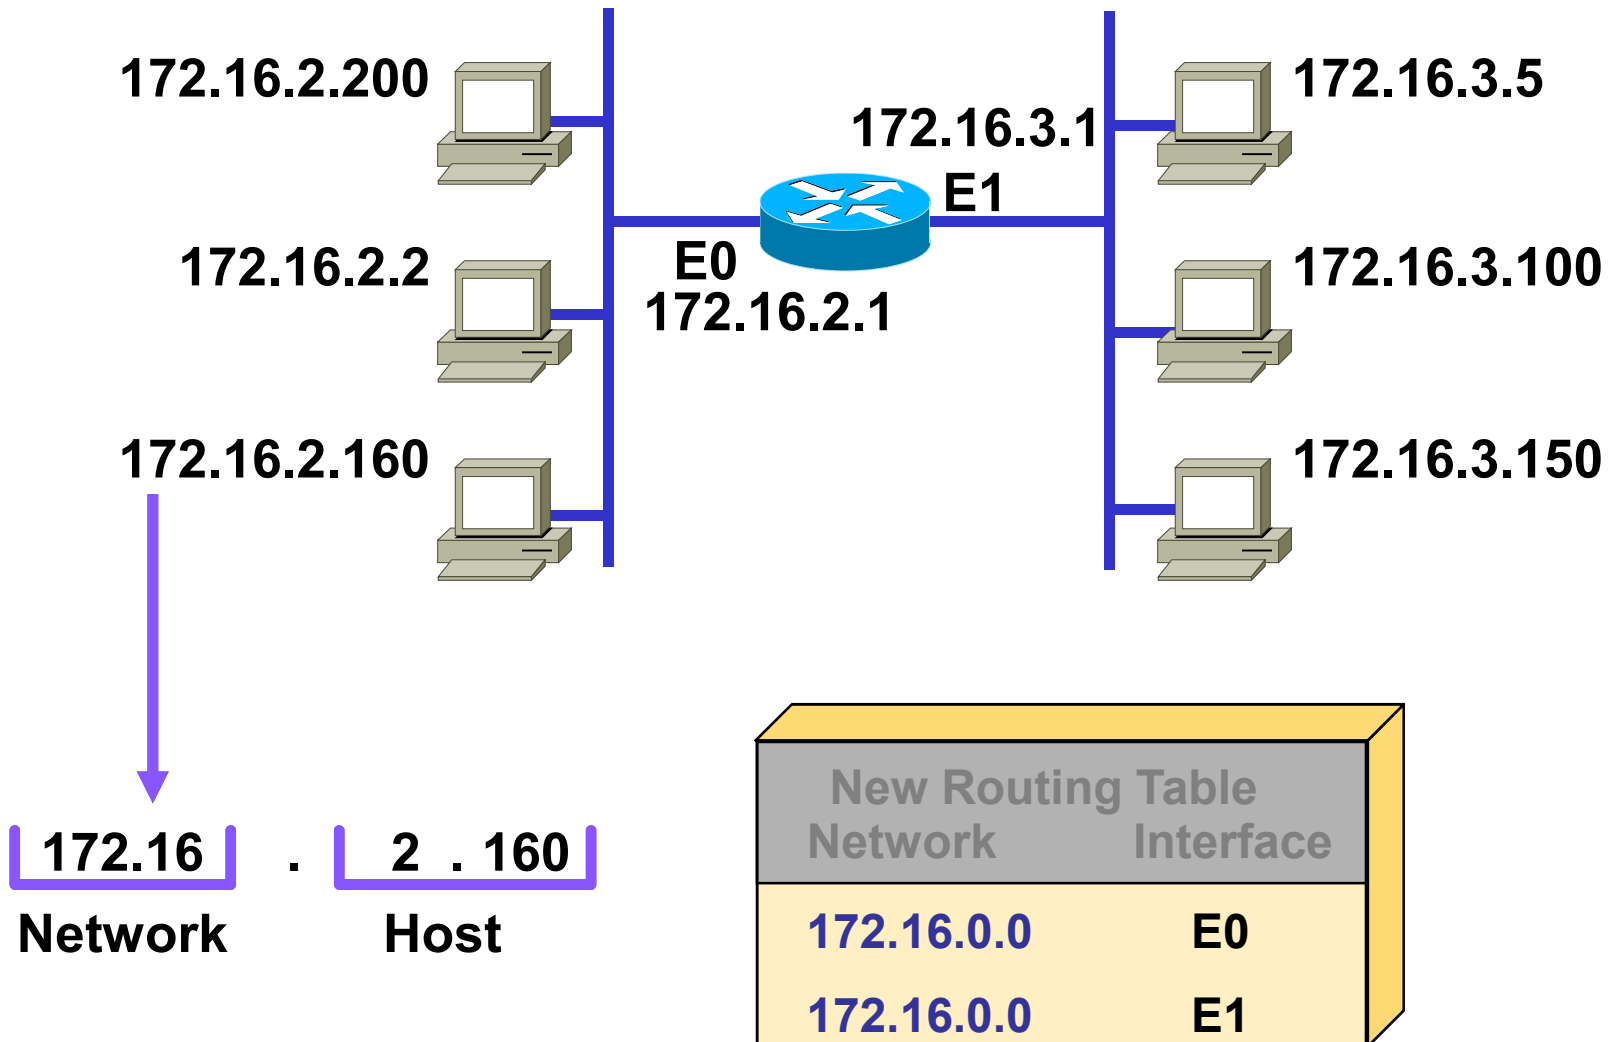 172.16.2.200
172.16.3.5
172.16.3.1
E1
172.16.2.2
E0
172.16.2.1
172.16.3.100
172.16.2.160
172.16.3.150
172.16 . 2 . 160
Network Host
New Routing Table
Network Interface
172.16.0.0 E0
172.16.0.0 E1